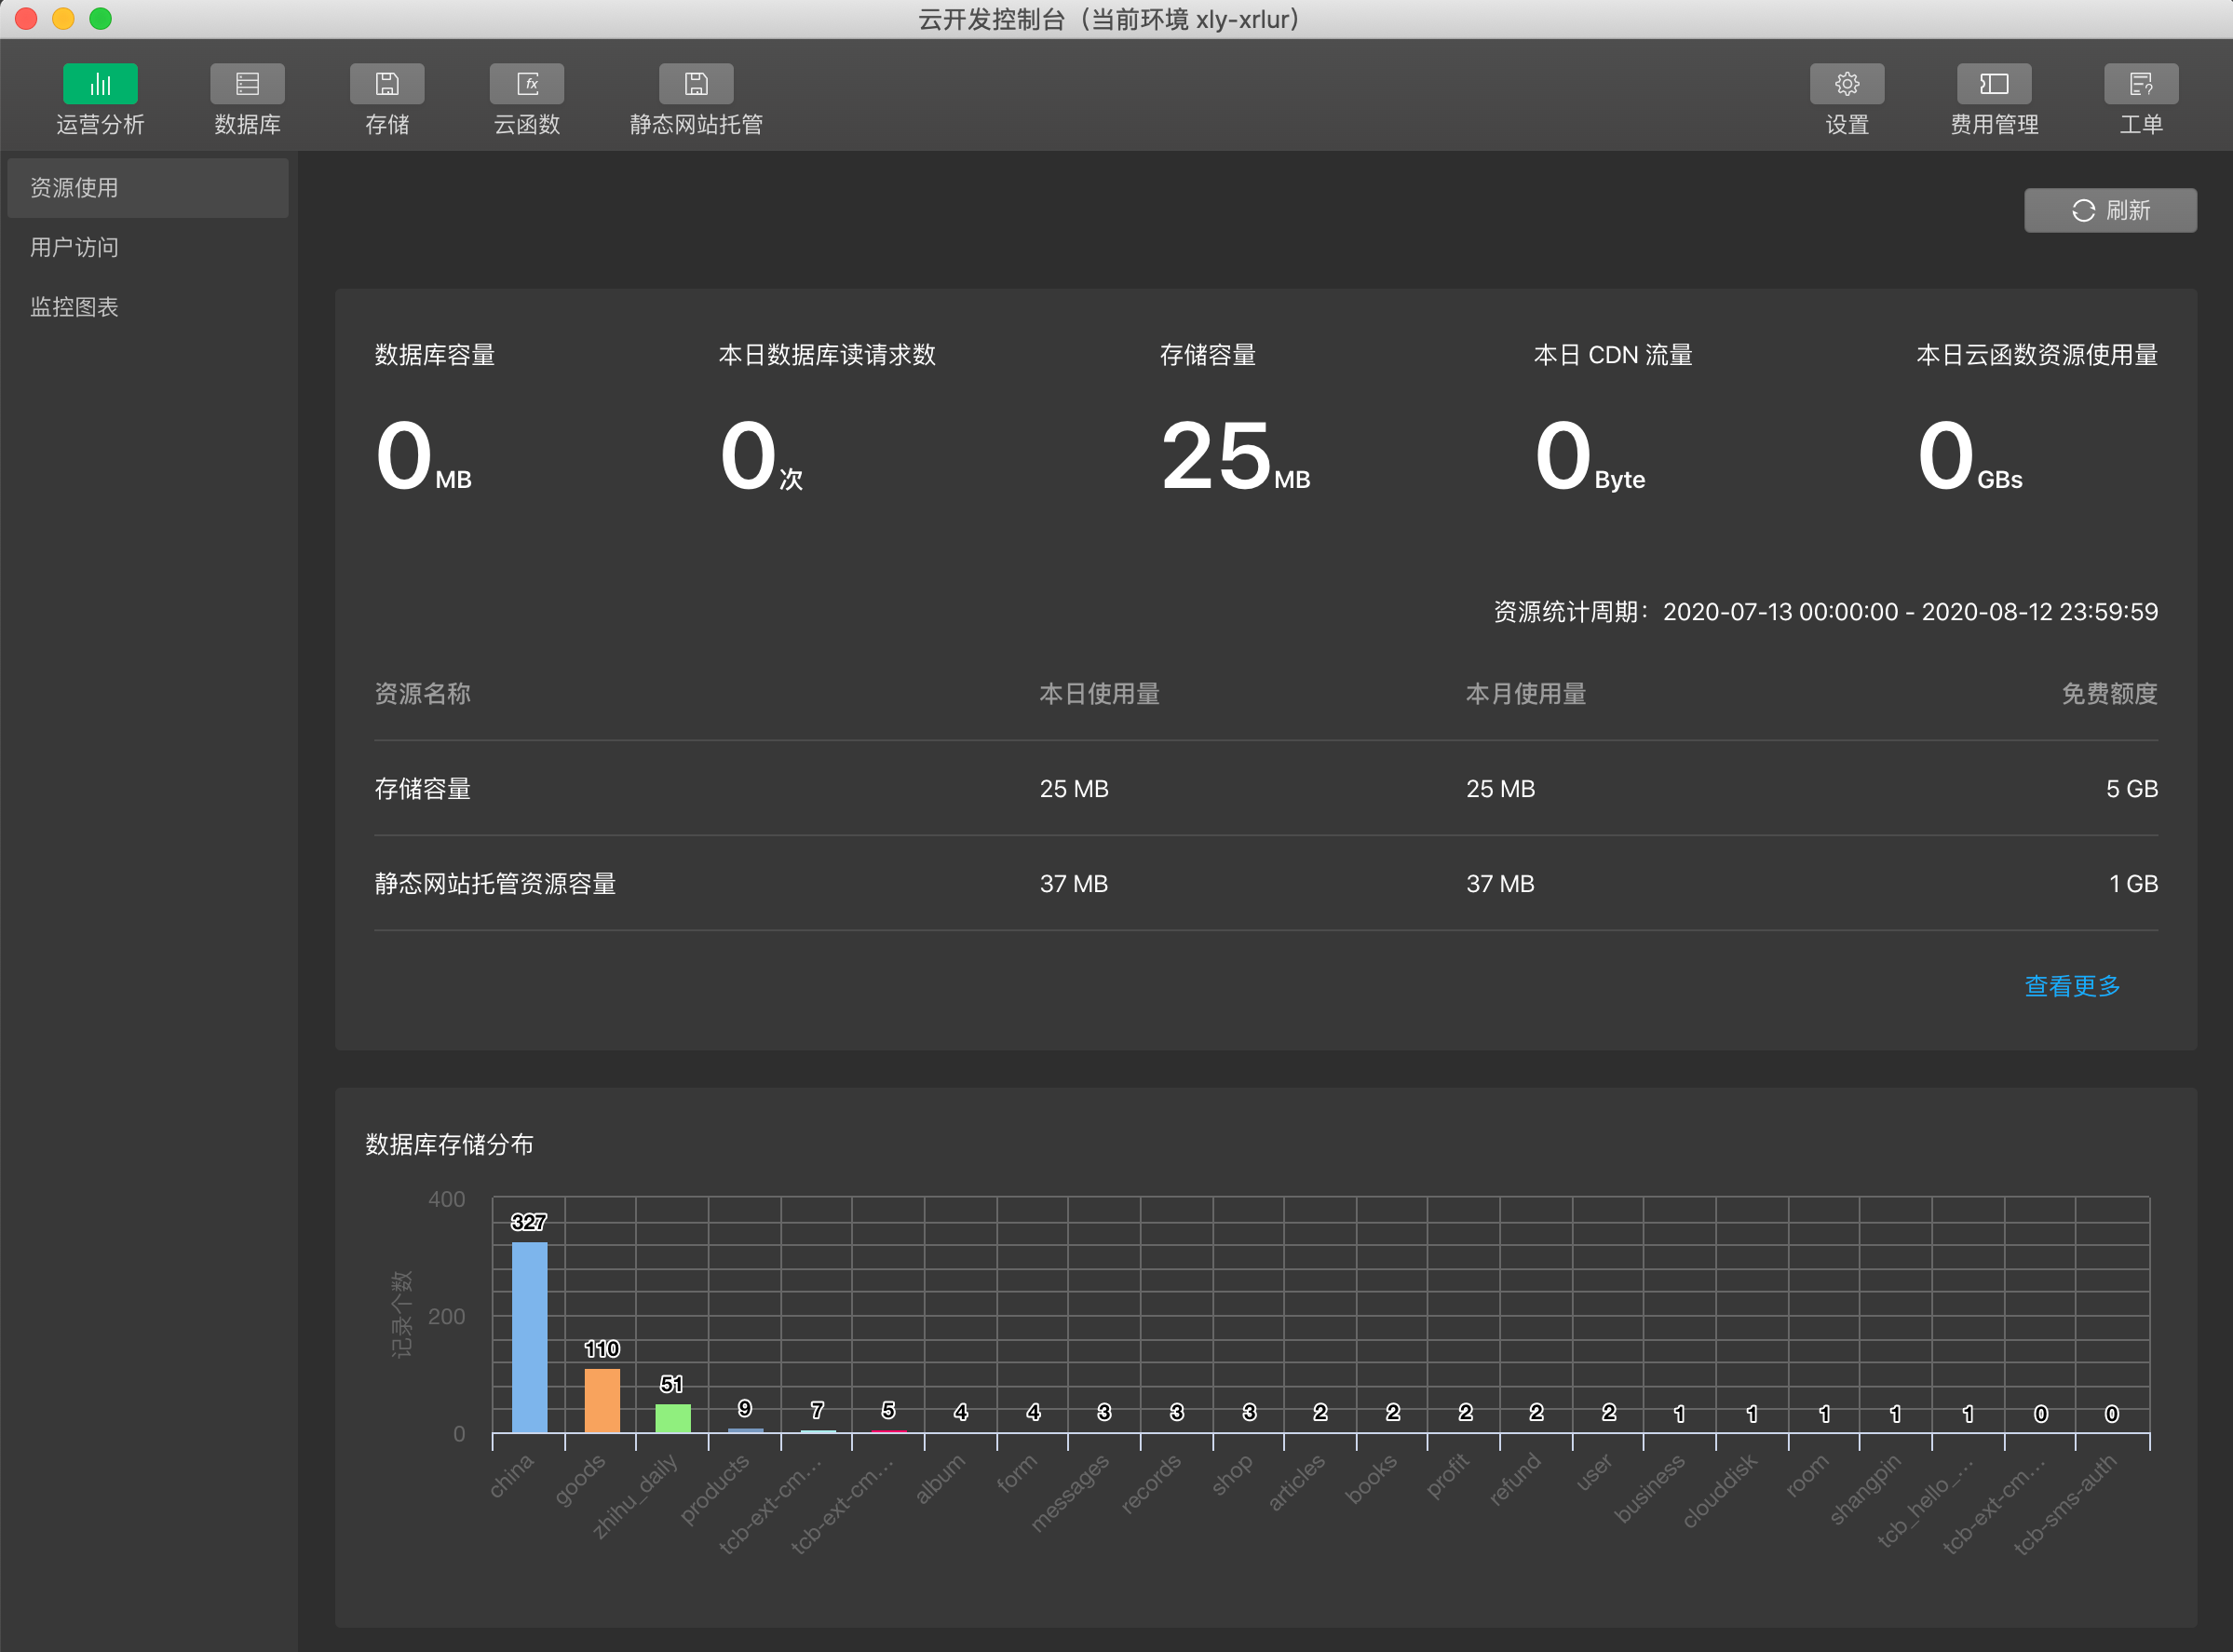 云开发控制台（当前环境 xly-xrlur）
运营分析 数据库 存储 云函数 静态网站托管 设置 费用管理 工单
资源使用
用户访问
监控图表
刷新
数据库容量 本日数据库读请求数 存储容量 本日 CDN 流量 本日云函数资源使用量
0MB 0次 25MB 0Byte 0GBs
资源统计周期：2020-07-13 00:00:00 - 2020-08-12 23:59:59
资源名称 本日使用量 本月使用量 免费额度
存储容量 25 MB 25 MB 5 GB
静态网站托管资源容量 37 MB 37 MB 1 GB
查看更多
数据库存储分布
记录个数
400
200
0
327 110 51 9 7 5 4 4 3 3 3 2 2 2 2 2 1 1 1 1 1 0 0
china goods zhihu_daily products tcb-ext-cm... tcb-ext-cm... album form messages records shop articles books profit refund user business clouddisk room shangpin tcb_hello_... tcb-ext-cm... tcb-sms-auth